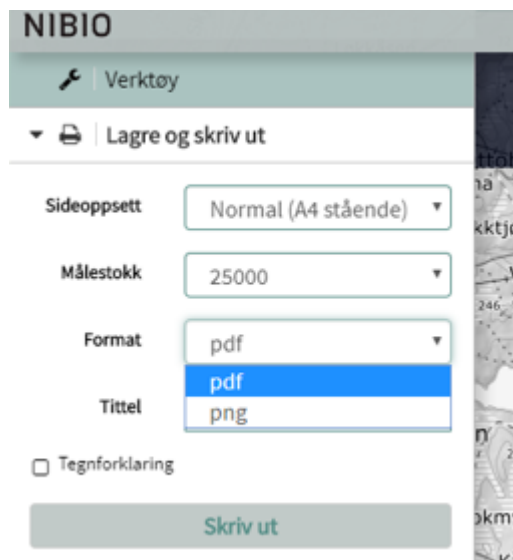 NIBIO
Verktøy
Lagre og skriv ut
Sideoppsett
Normal (A4 stående)
Målestokk
25000
Format
pdf
pdf
png
Tittel
Tegnforklaring
Skriv ut
246